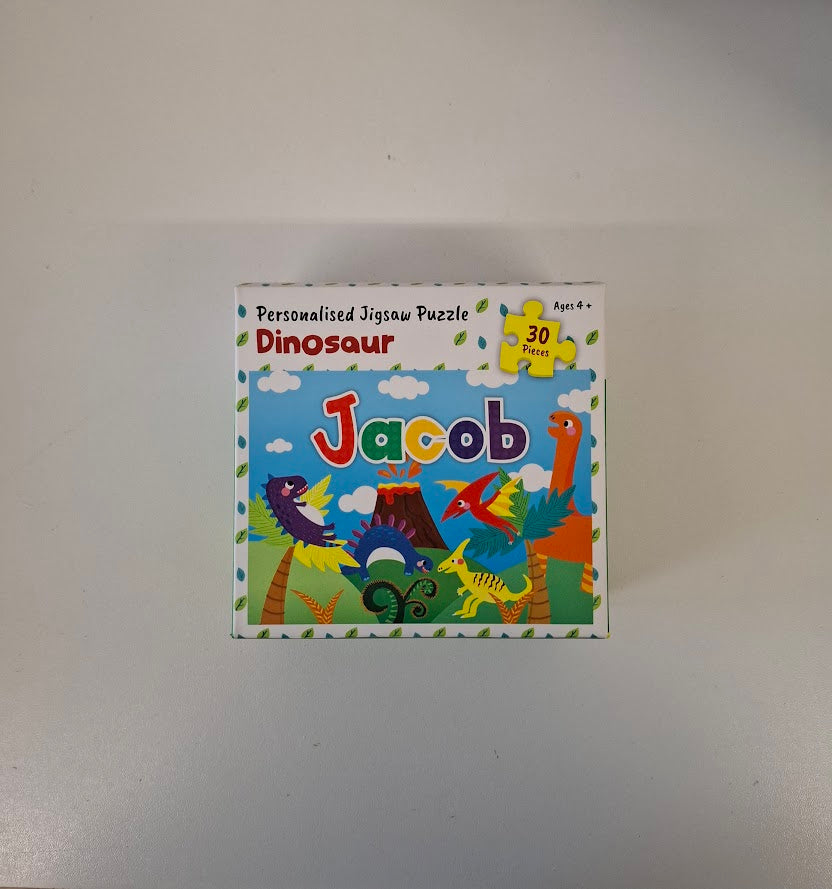 Personalised Jigsaw Puzzle
Dinosaur
Ages 4 +
30
Pieces
Jacob